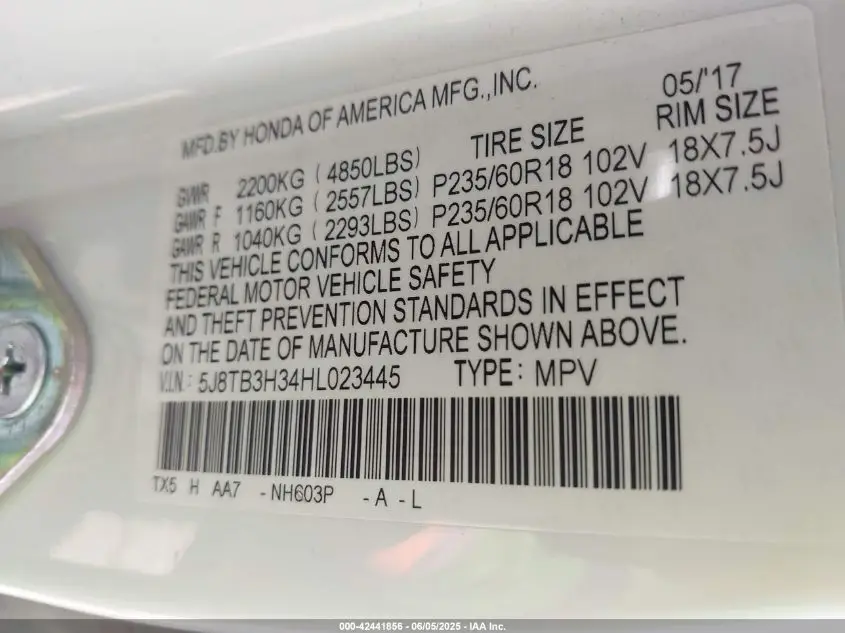 MFD.BY HONDA OF AMERICA MFG.,INC. 05/'17
TIRE SIZE RIM SIZE
GVWR 2200KG (4850LBS)
GAWR F 1160KG (2557LBS) P235/60R18 102V 18X7.5J
GAWR R 1040KG (2293LBS) P235/60R18 102V 18X7.5J
THIS VEHICLE CONFORMS TO ALL APPLICABLE
FEDERAL MOTOR VEHICLE SAFETY
AND THEFT PREVENTION STANDARDS IN EFFECT
ON THE DATE OF MANUFACTURE SHOWN ABOVE.
V.I.N.: 5J8TB3H34HL023445 TYPE: MPV
TX5 H AA7 -NH603P -A -L
000-42441856 - 06/05/2025 - IAA Inc.